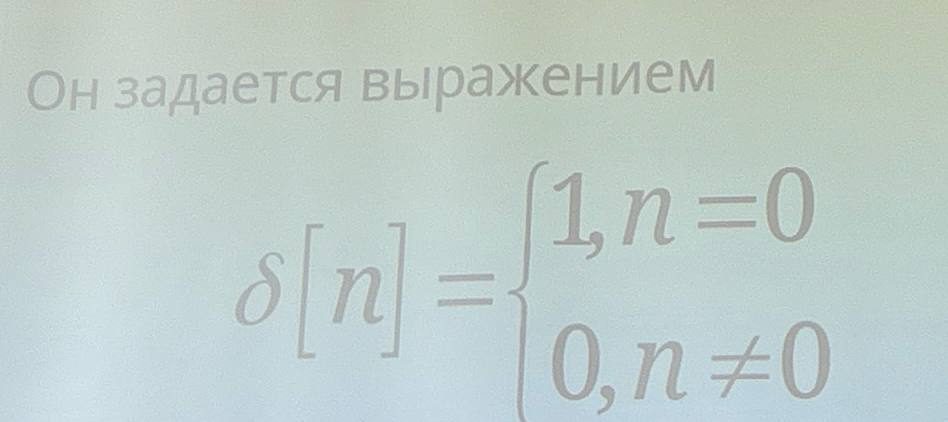 Он задается выражением
δ[n] = {1, n =0
0, n ≠0